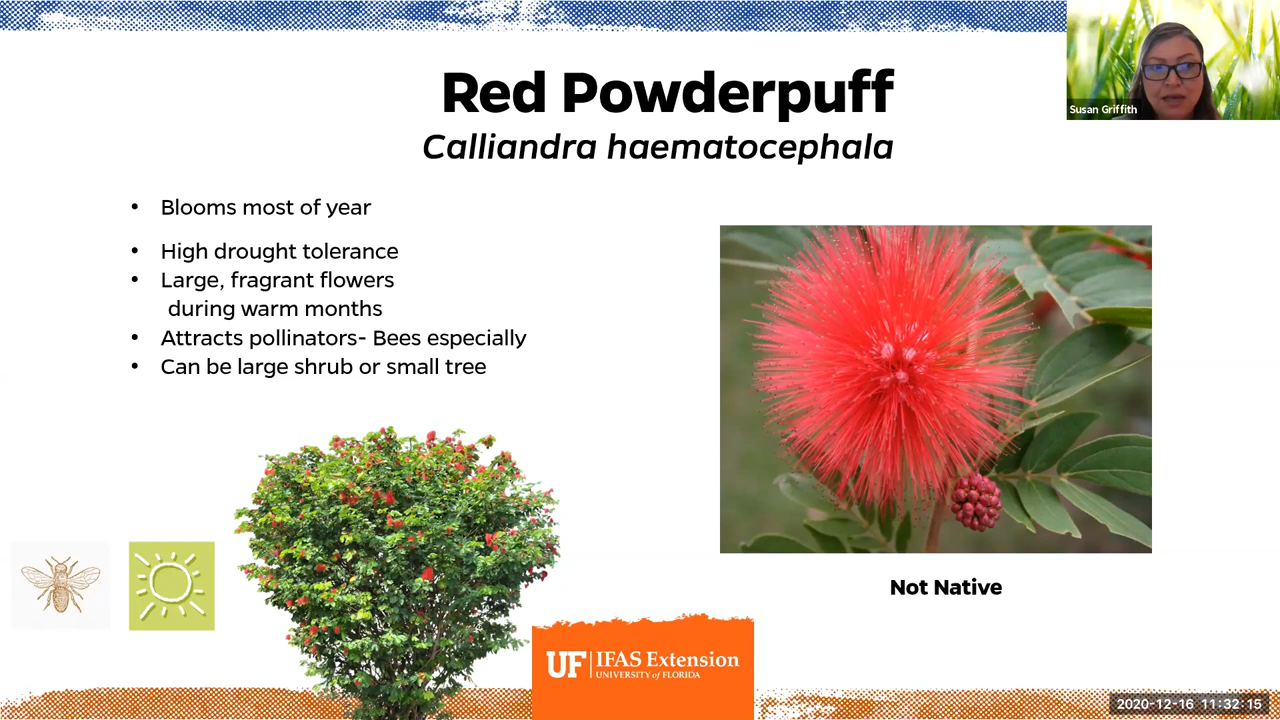 Red Powderpuff
Calliandra haematocephala
Susan Griffith
• Blooms most of year
• High drought tolerance
• Large, fragrant flowers
during warm months
• Attracts pollinators- Bees especially
• Can be large shrub or small tree
Not Native
UF IFAS Extension
UNIVERSITY of FLORIDA
2020-12-16 11:32:15